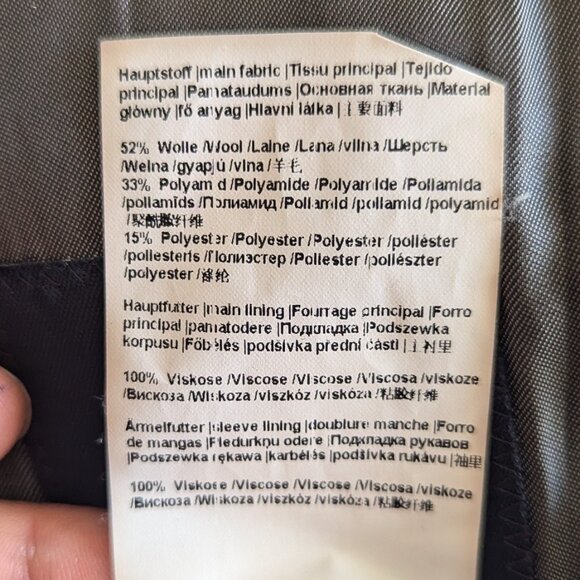 Hauptstoff |main fabric |Tissu principal |Tejido
principal |Pamataudums |Основная ткань |Material
główny |fő anyag |Hlavní látka |主要面料
52% Wolle /Wool /Laine /Lana /vilna /Шерсть
/Wełna /gyapjú /vlna /羊毛
33% Polyamid /Polyamide /Polyamide /Poliamida
/poliamīds /Полиамид /Poliamid /poliamid /polyamid
/聚酰胺纤维
15% Polyester /Polyester /Polyester /poliéster
/poliesteris /Полиэстер /Poliester /poliészter
/polyester /涤纶
Hauptfutter |main lining |Fourrage principal |Forro
principal |pamatodere |Подкладка |Podszewka
korpusu |Főbélés |podšívka přední části |主衬里
100% Viskose /Viscose /Viscose /Viscosa /viskoze
/Вискоза /Wiskoza /viszkóz /viskóza /粘胶纤维
Ärmelfutter |sleeve lining |doublure manche |Forro
de mangas |Piedurkņu odere |Подкладка рукавов
|Podszewka rękawa |karbélés |podšívka rukávu |袖里
100% Viskose /Viscose /Viscose /Viscosa /viskoze
/Вискоза /Wiskoza /viszkóz /viskóza /粘胶纤维